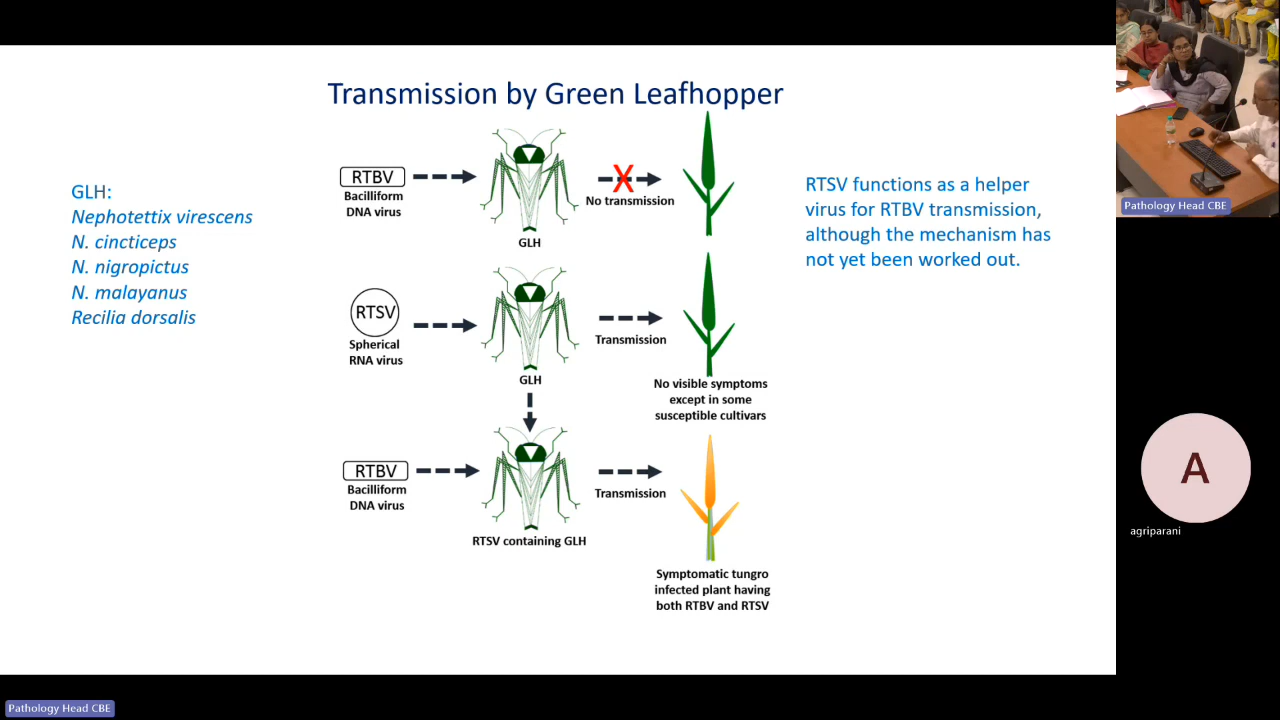 Transmission by Green Leafhopper
GLH:
Nephotettix virescens
N. cincticeps
N. nigropictus
N. malayanus
Recilia dorsalis
RTBV
Bacilliform
DNA virus
GLH
X
No transmission
RTSV
Spherical
RNA virus
GLH
Transmission
No visible symptoms
except in some
susceptible cultivars
RTBV
Bacilliform
DNA virus
RTSV containing GLH
Transmission
Symptomatic tungro
infected plant having
both RTBV and RTSV
RTSV functions as a helper
virus for RTBV transmission,
although the mechanism has
not yet been worked out.
Pathology Head CBE
A
agriparani
Pathology Head CBE